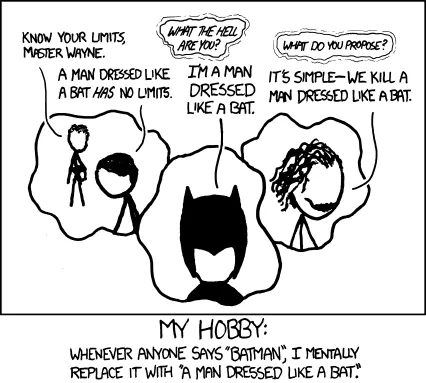 KNOW YOUR LIMITS,
MASTER WAYNE.
A MAN DRESSED LIKE
A BAT HAS NO LIMITS.
WHAT THE HELL
ARE YOU?
I'M A MAN
DRESSED
LIKE A BAT.
WHAT DO YOU PROPOSE?
IT'S SIMPLE—WE KILL A
MAN DRESSED LIKE A BAT.
MY HOBBY:
WHENEVER ANYONE SAYS "BATMAN", I MENTALLY
REPLACE IT WITH "A MAN DRESSED LIKE A BAT."